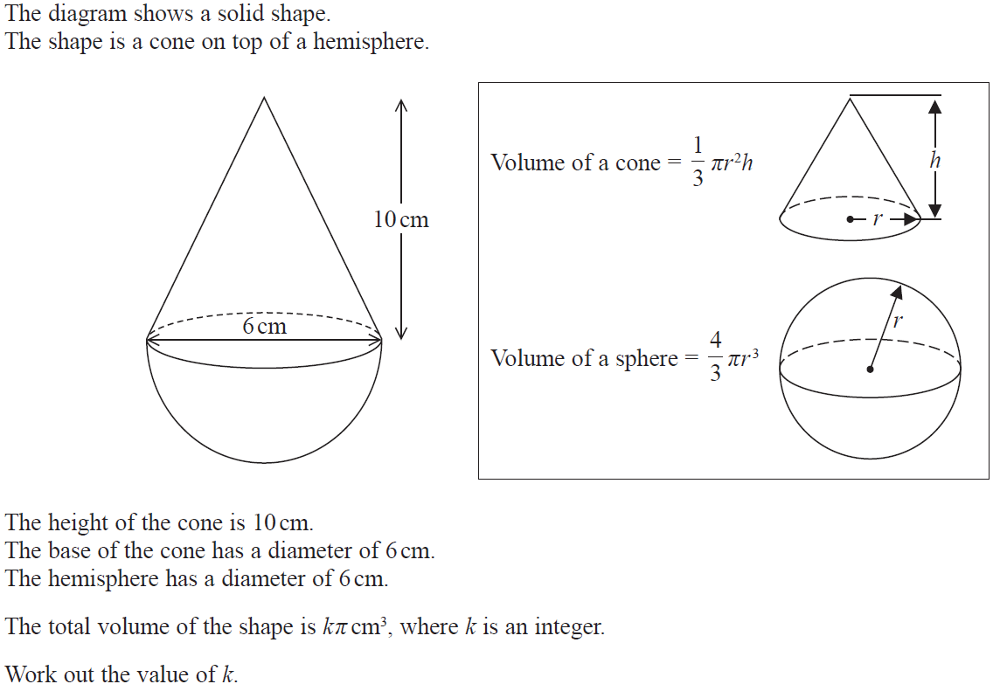 The diagram shows a solid shape.
The shape is a cone on top of a hemisphere.
10 cm
6 cm
Volume of a cone = 1/3 πr²h
h
r
Volume of a sphere = 4/3 πr³
r
The height of the cone is 10 cm.
The base of the cone has a diameter of 6 cm.
The hemisphere has a diameter of 6 cm.
The total volume of the shape is kπ cm³, where k is an integer.
Work out the value of k.